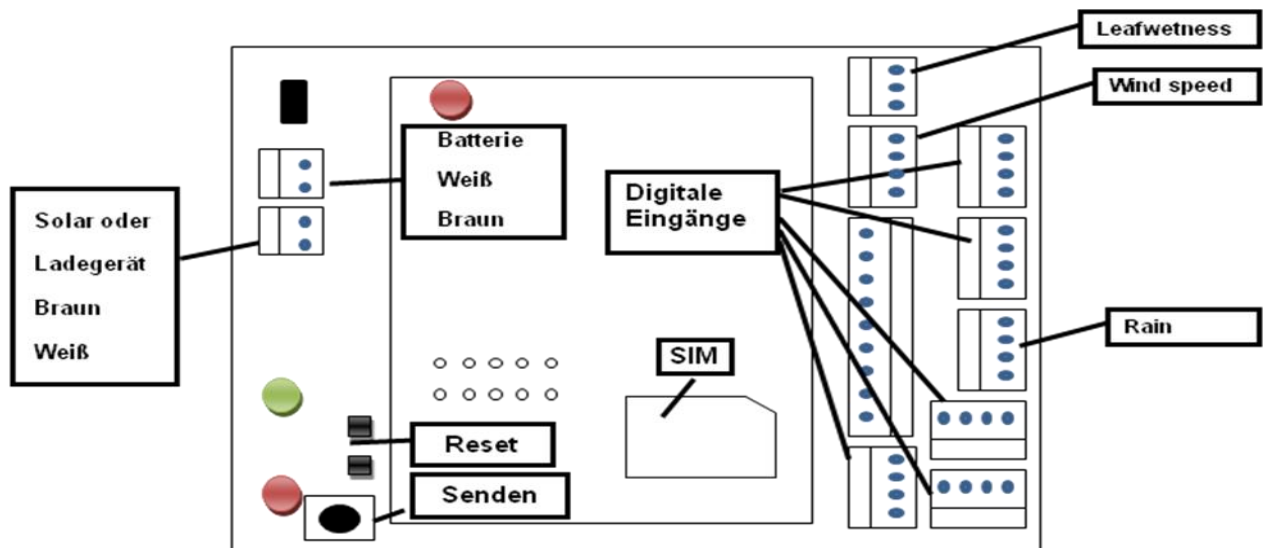 Leafwetness
Wind speed
Batterie
Weiß
Braun
Digitale
Eingänge
Solar oder
Ladegerät
Braun
Weiß
Rain
SIM
Reset
Senden